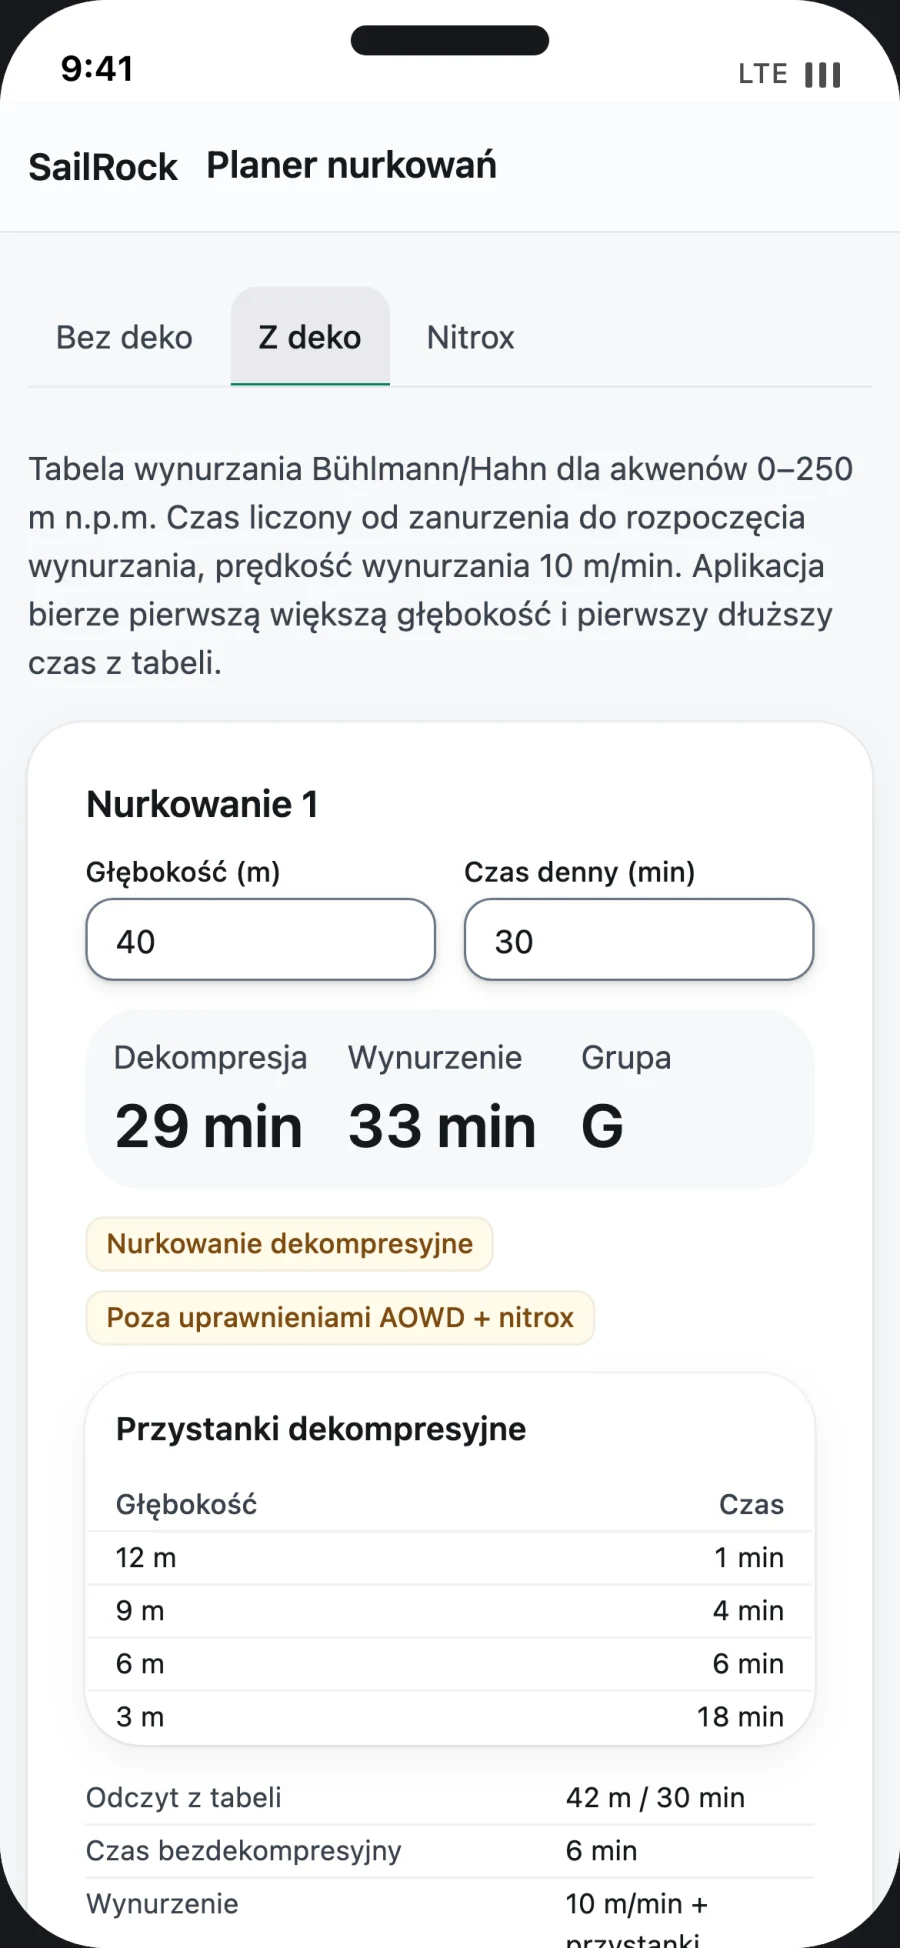 9:41
LTE
SailRock Planer nurkowań
Bez deko Z deko Nitrox
Tabela wynurzania Bühlmann/Hahn dla akwenów 0–250
m n.p.m. Czas liczony od zanurzenia do rozpoczęcia
wynurzania, prędkość wynurzania 10 m/min. Aplikacja
bierze pierwszą większą głębokość i pierwszy dłuższy
czas z tabeli.
Nurkowanie 1
Głębokość (m) Czas denny (min)
40 30
Dekompresja Wynurzenie Grupa
29 min 33 min G
Nurkowanie dekompresyjne
Poza uprawnieniami AOWD + nitrox
Przystanki dekompresyjne
Głębokość Czas
12 m 1 min
9 m 4 min
6 m 6 min
3 m 18 min
Odczyt z tabeli 42 m / 30 min
Czas bezdekompresyjny 6 min
Wynurzenie 10 m/min +
przystanki